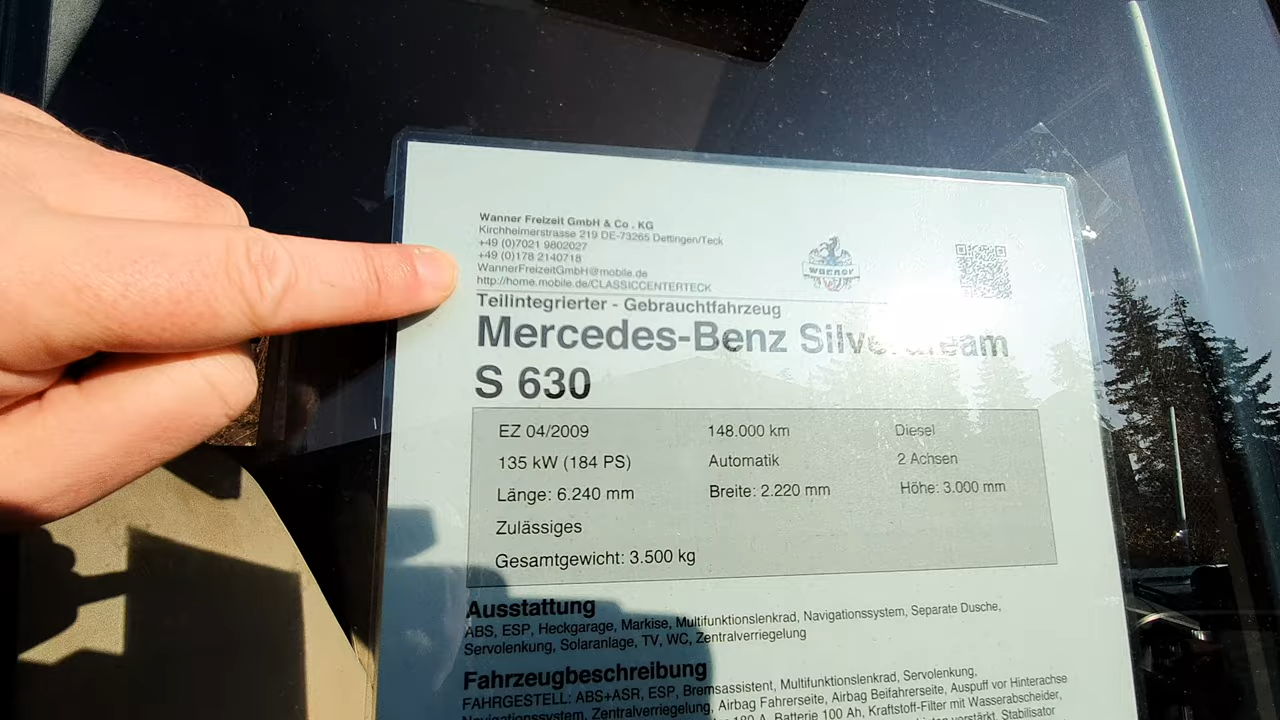 Wanner Freizeit GmbH & Co . KG
Kirchheimerstrasse 219 DE-73265 Dettingen/Teck
+49 (0)7021 9802027
+49 (0)178 2140718
WannerFreizeitGmbH@mobile.de
http://home.mobile.de/CLASSICCENTERTECK
Teilintegrierter - Gebrauchtfahrzeug
Mercedes-Benz Silverdream
S 630
EZ 04/2009 148.000 km Diesel
135 kW (184 PS) Automatik 2 Achsen
Länge: 6.240 mm Breite: 2.220 mm Höhe: 3.000 mm
Zulässiges
Gesamtgewicht: 3.500 kg
Ausstattung
ABS, ESP, Heckgarage, Markise, Multifunktionslenkrad, Navigationssystem, Separate Dusche,
Servolenkung, Solaranlage, TV, WC, Zentralverriegelung
Fahrzeugbeschreibung
FAHRGESTELL: ABS+ASR, ESP, Bremsassistent, Multifunktionslenkrad, Servolenkung,
Navigationssystem, Zentralverriegelung, Airbag Fahrerseite, Airbag Beifahrerseite, Auspuff vor Hinterachse
180 A, Batterie 100 Ah, Kraftstoff-Filter mit Wasserabscheider,
verstärkt, Stabilisator